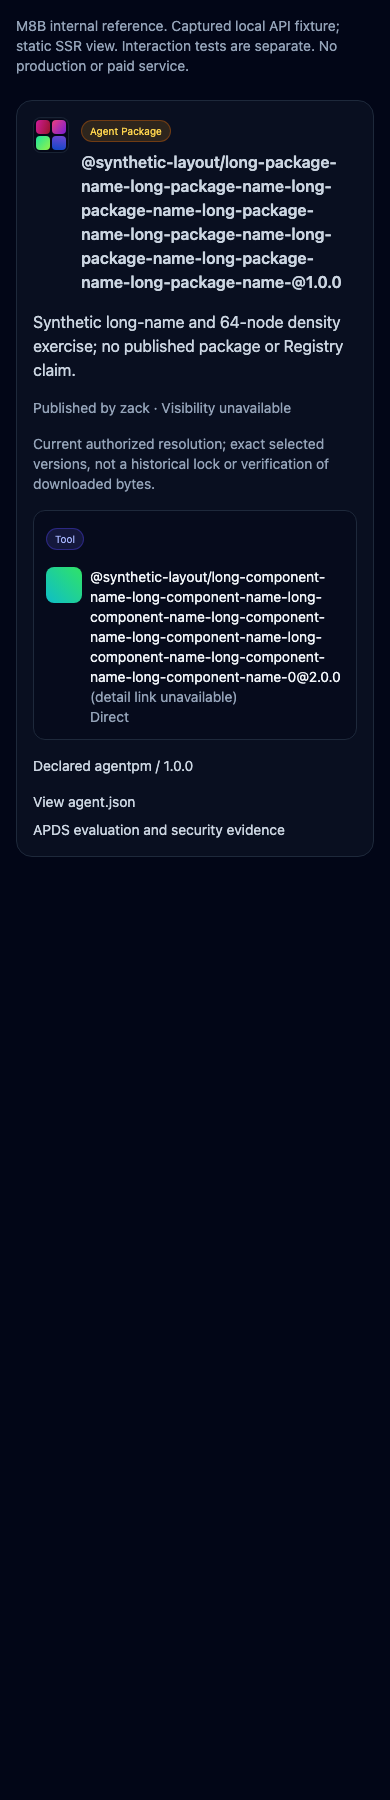 M8B internal reference. Captured local API fixture;
static SSR view. Interaction tests are separate. No
production or paid service.
Agent Package
@synthetic-layout/long-package-
name-long-package-name-long-
package-name-long-package-
name-long-package-name-long-
package-name-long-package-
name-long-package-name-@1.0.0
Synthetic long-name and 64-node density
exercise; no published package or Registry
claim.
Published by zack · Visibility unavailable
Current authorized resolution; exact selected
versions, not a historical lock or verification of
downloaded bytes.
Tool
@synthetic-layout/long-component-
name-long-component-name-long-
component-name-long-component-
name-long-component-name-long-
component-name-long-component-
name-long-component-name-0@2.0.0
(detail link unavailable)
Direct
Declared agentpm / 1.0.0
View agent.json
APDS evaluation and security evidence